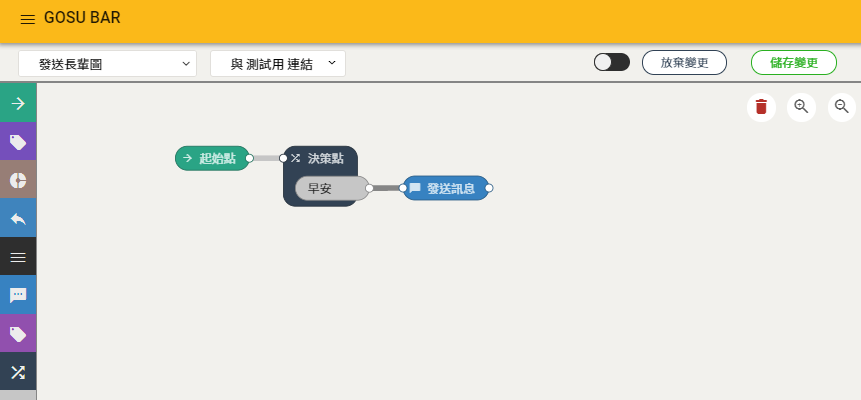 GOSU BAR
發送長輩圖
與 測試用 連結
放棄變更
儲存變更
起始點
決策點
早安
發送訊息